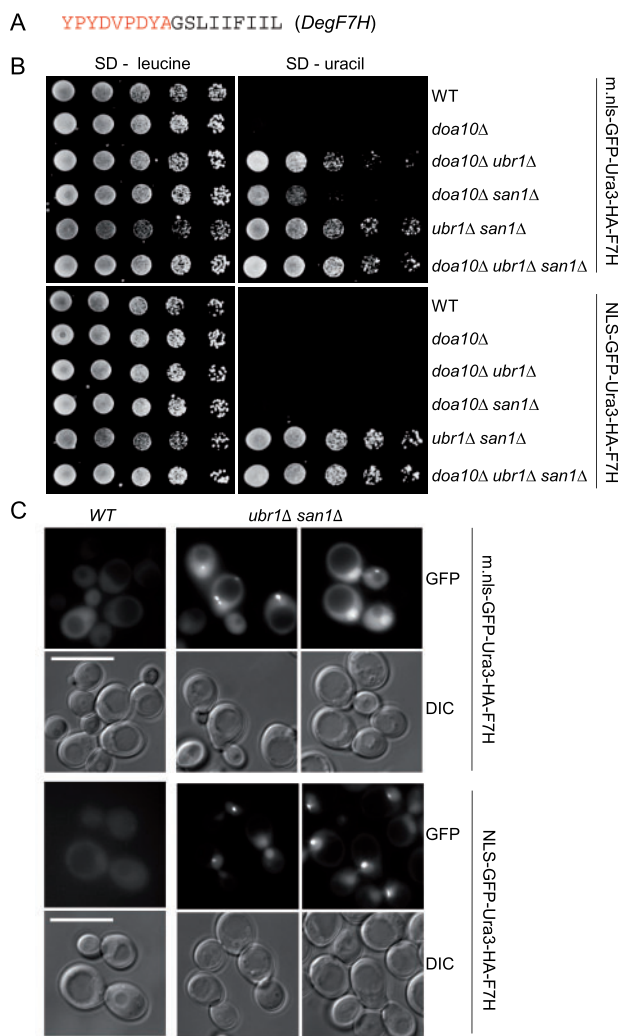 A YPYDVPDYAGSLIIFIIL (DegF7H)
B
SD - leucine SD - uracil
WT
doa10Δ
doa10Δ ubr1Δ
doa10Δ san1Δ
ubr1Δ san1Δ
doa10Δ ubr1Δ san1Δ
m.nls-GFP-Ura3-HA-F7H
WT
doa10Δ
doa10Δ ubr1Δ
doa10Δ san1Δ
ubr1Δ san1Δ
doa10Δ ubr1Δ san1Δ
NLS-GFP-Ura3-HA-F7H
C
WT ubr1Δ san1Δ
GFP
DIC
m.nls-GFP-Ura3-HA-F7H
GFP
DIC
NLS-GFP-Ura3-HA-F7H